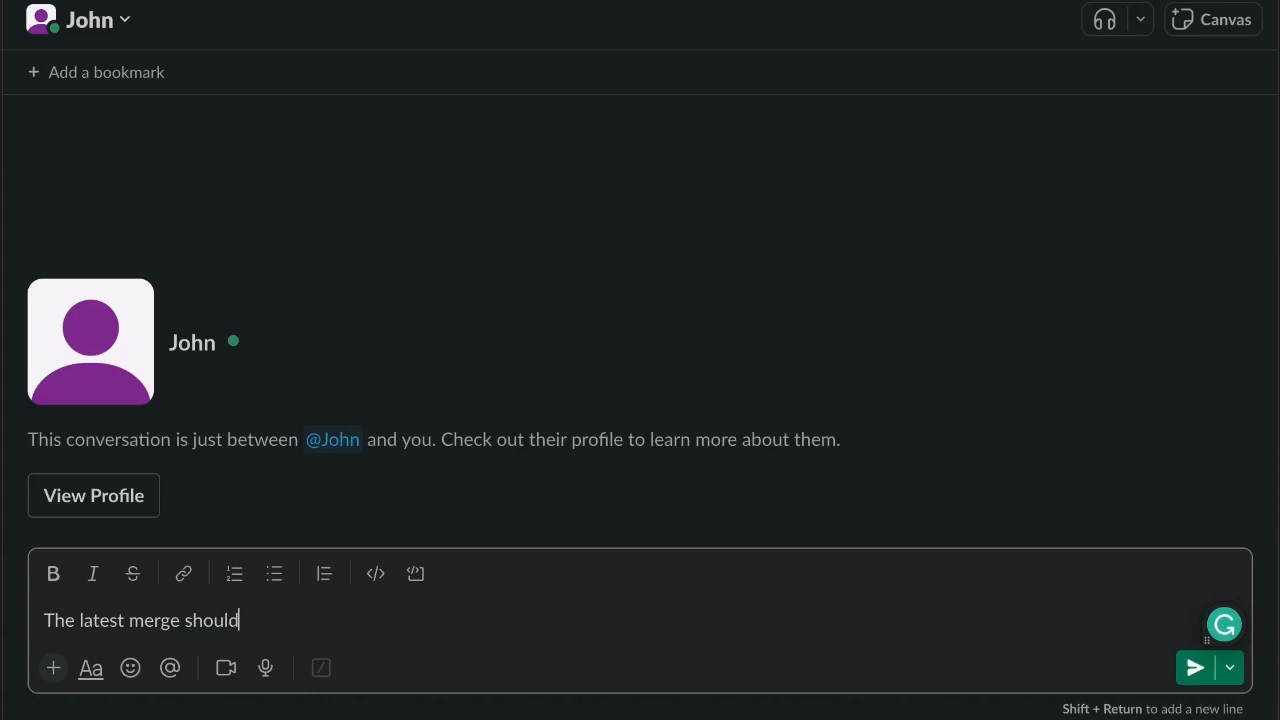 John
Canvas
+ Add a bookmark
John
This conversation is just between @John and you. Check out their profile to learn more about them.
View Profile
B I S
The latest merge should
+ Aa @
G
Shift + Return to add a new line